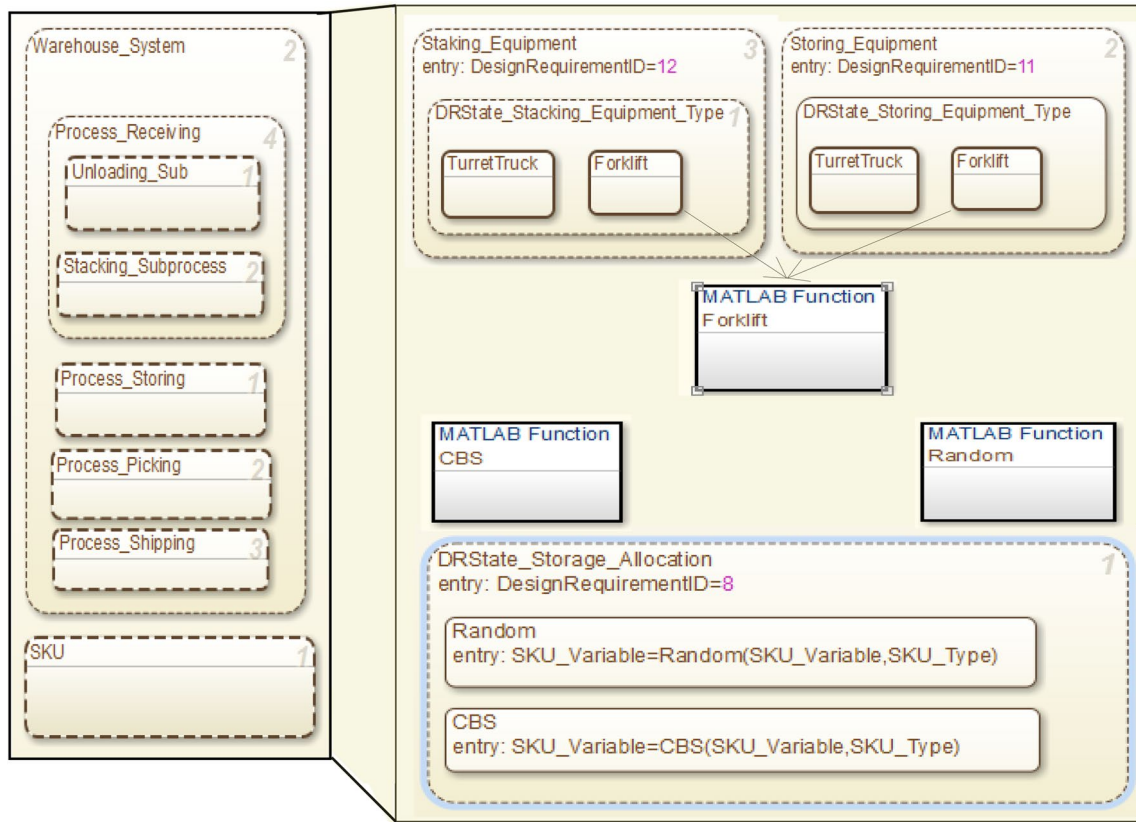 Warehouse_System
2
Process_Receiving
4
Unloading_Sub
1
Stacking_Subprocess
2
Process_Storing
1
Process_Picking
2
Process_Shipping
3
SKU
1
Staking_Equipment
3
entry: DesignRequirementID=12
DRState_Stacking_Equipment_Type
1
TurretTruck
Forklift
Storing_Equipment
2
entry: DesignRequirementID=11
DRState_Storing_Equipment_Type
TurretTruck
Forklift
MATLAB Function
Forklift
MATLAB Function
CBS
MATLAB Function
Random
DRState_Storage_Allocation
1
entry: DesignRequirementID=8
Random
entry: SKU_Variable=Random(SKU_Variable,SKU_Type)
CBS
entry: SKU_Variable=CBS(SKU_Variable,SKU_Type)